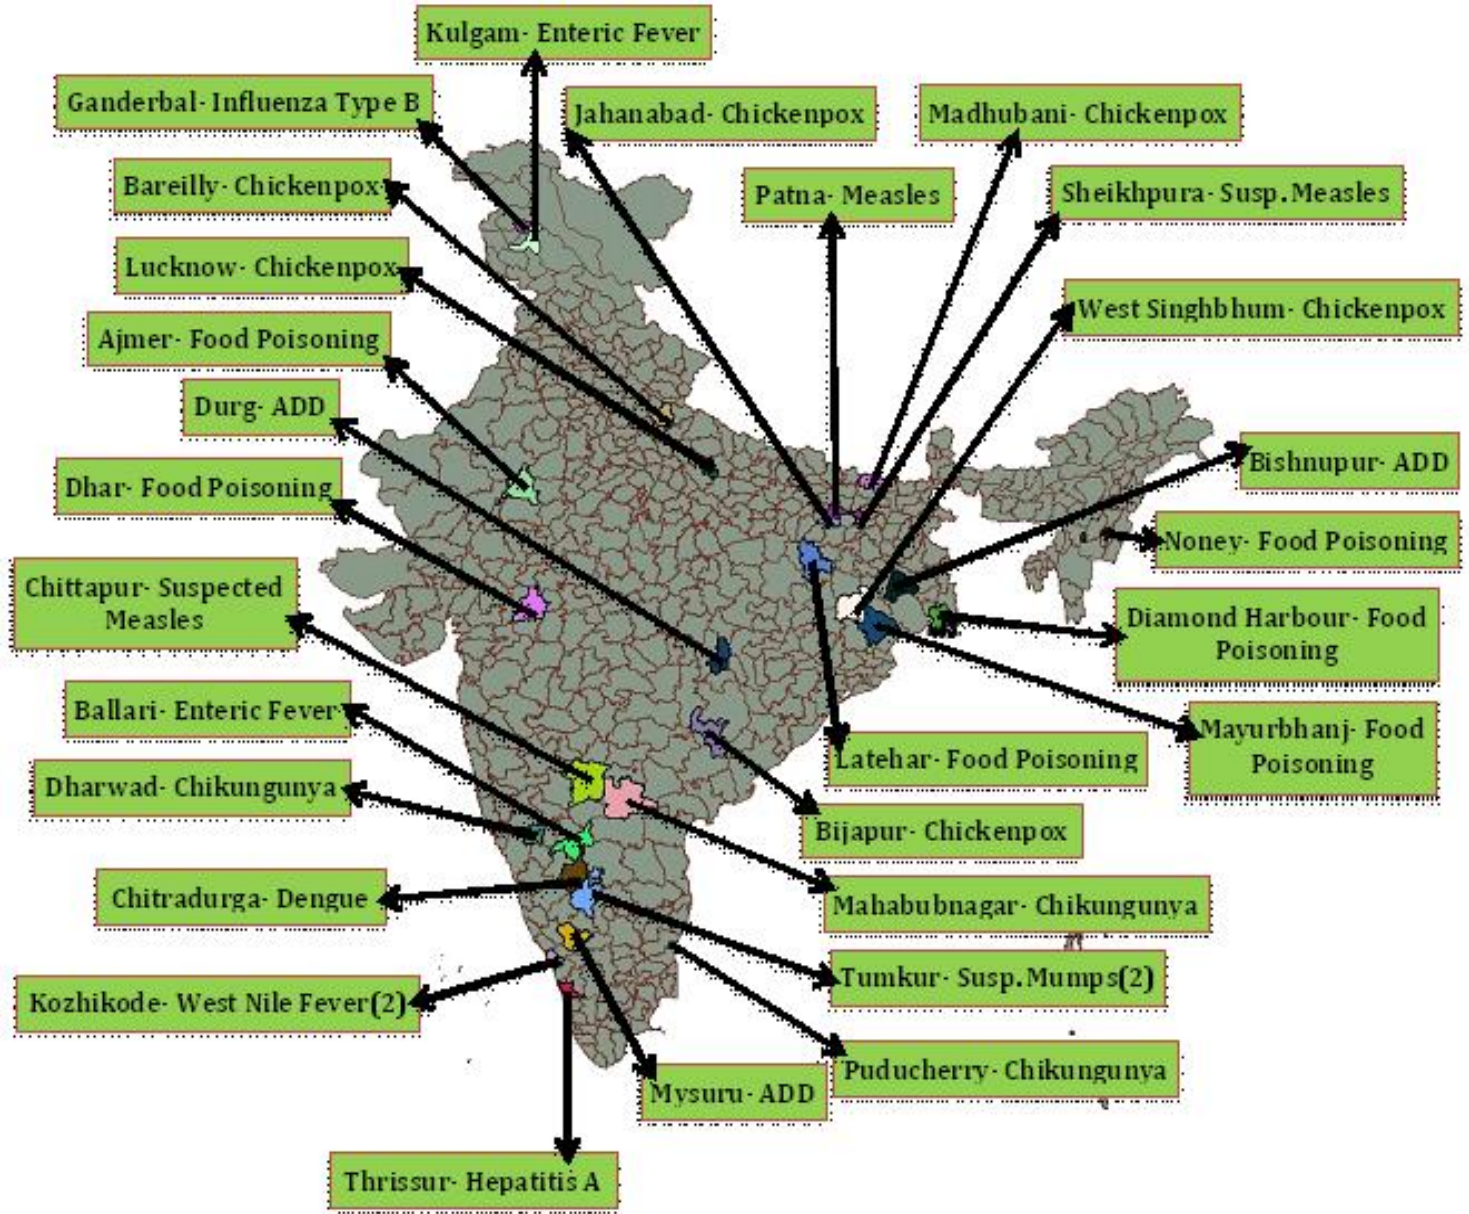 Kulgam- Enteric Fever
Ganderbal- Influenza Type B
Jahanabad- Chickenpox
Madhubani- Chickenpox
Bareilly- Chickenpox
Patna- Measles
Sheikhpura- Susp.Measles
Lucknow- Chickenpox
West Singhbhum- Chickenpox
Ajmer- Food Poisoning
Durg- ADD
Bishnupur- ADD
Dhar- Food Poisoning
Noney- Food Poisoning
Chittapur- Suspected
Measles
Diamond Harbour- Food
Poisoning
Ballari- Enteric Fever
Mayurbhanj- Food
Poisoning
Latehar- Food Poisoning
Dharwad- Chikungunya
Bijapur- Chickenpox
Chitradurga- Dengue
Mahabubnagar- Chikungunya
Tumkur- Susp.Mumps(2)
Kozhikode- West Nile Fever(2)
Puducherry- Chikungunya
Mysuru- ADD
Thrissur- Hepatitis A